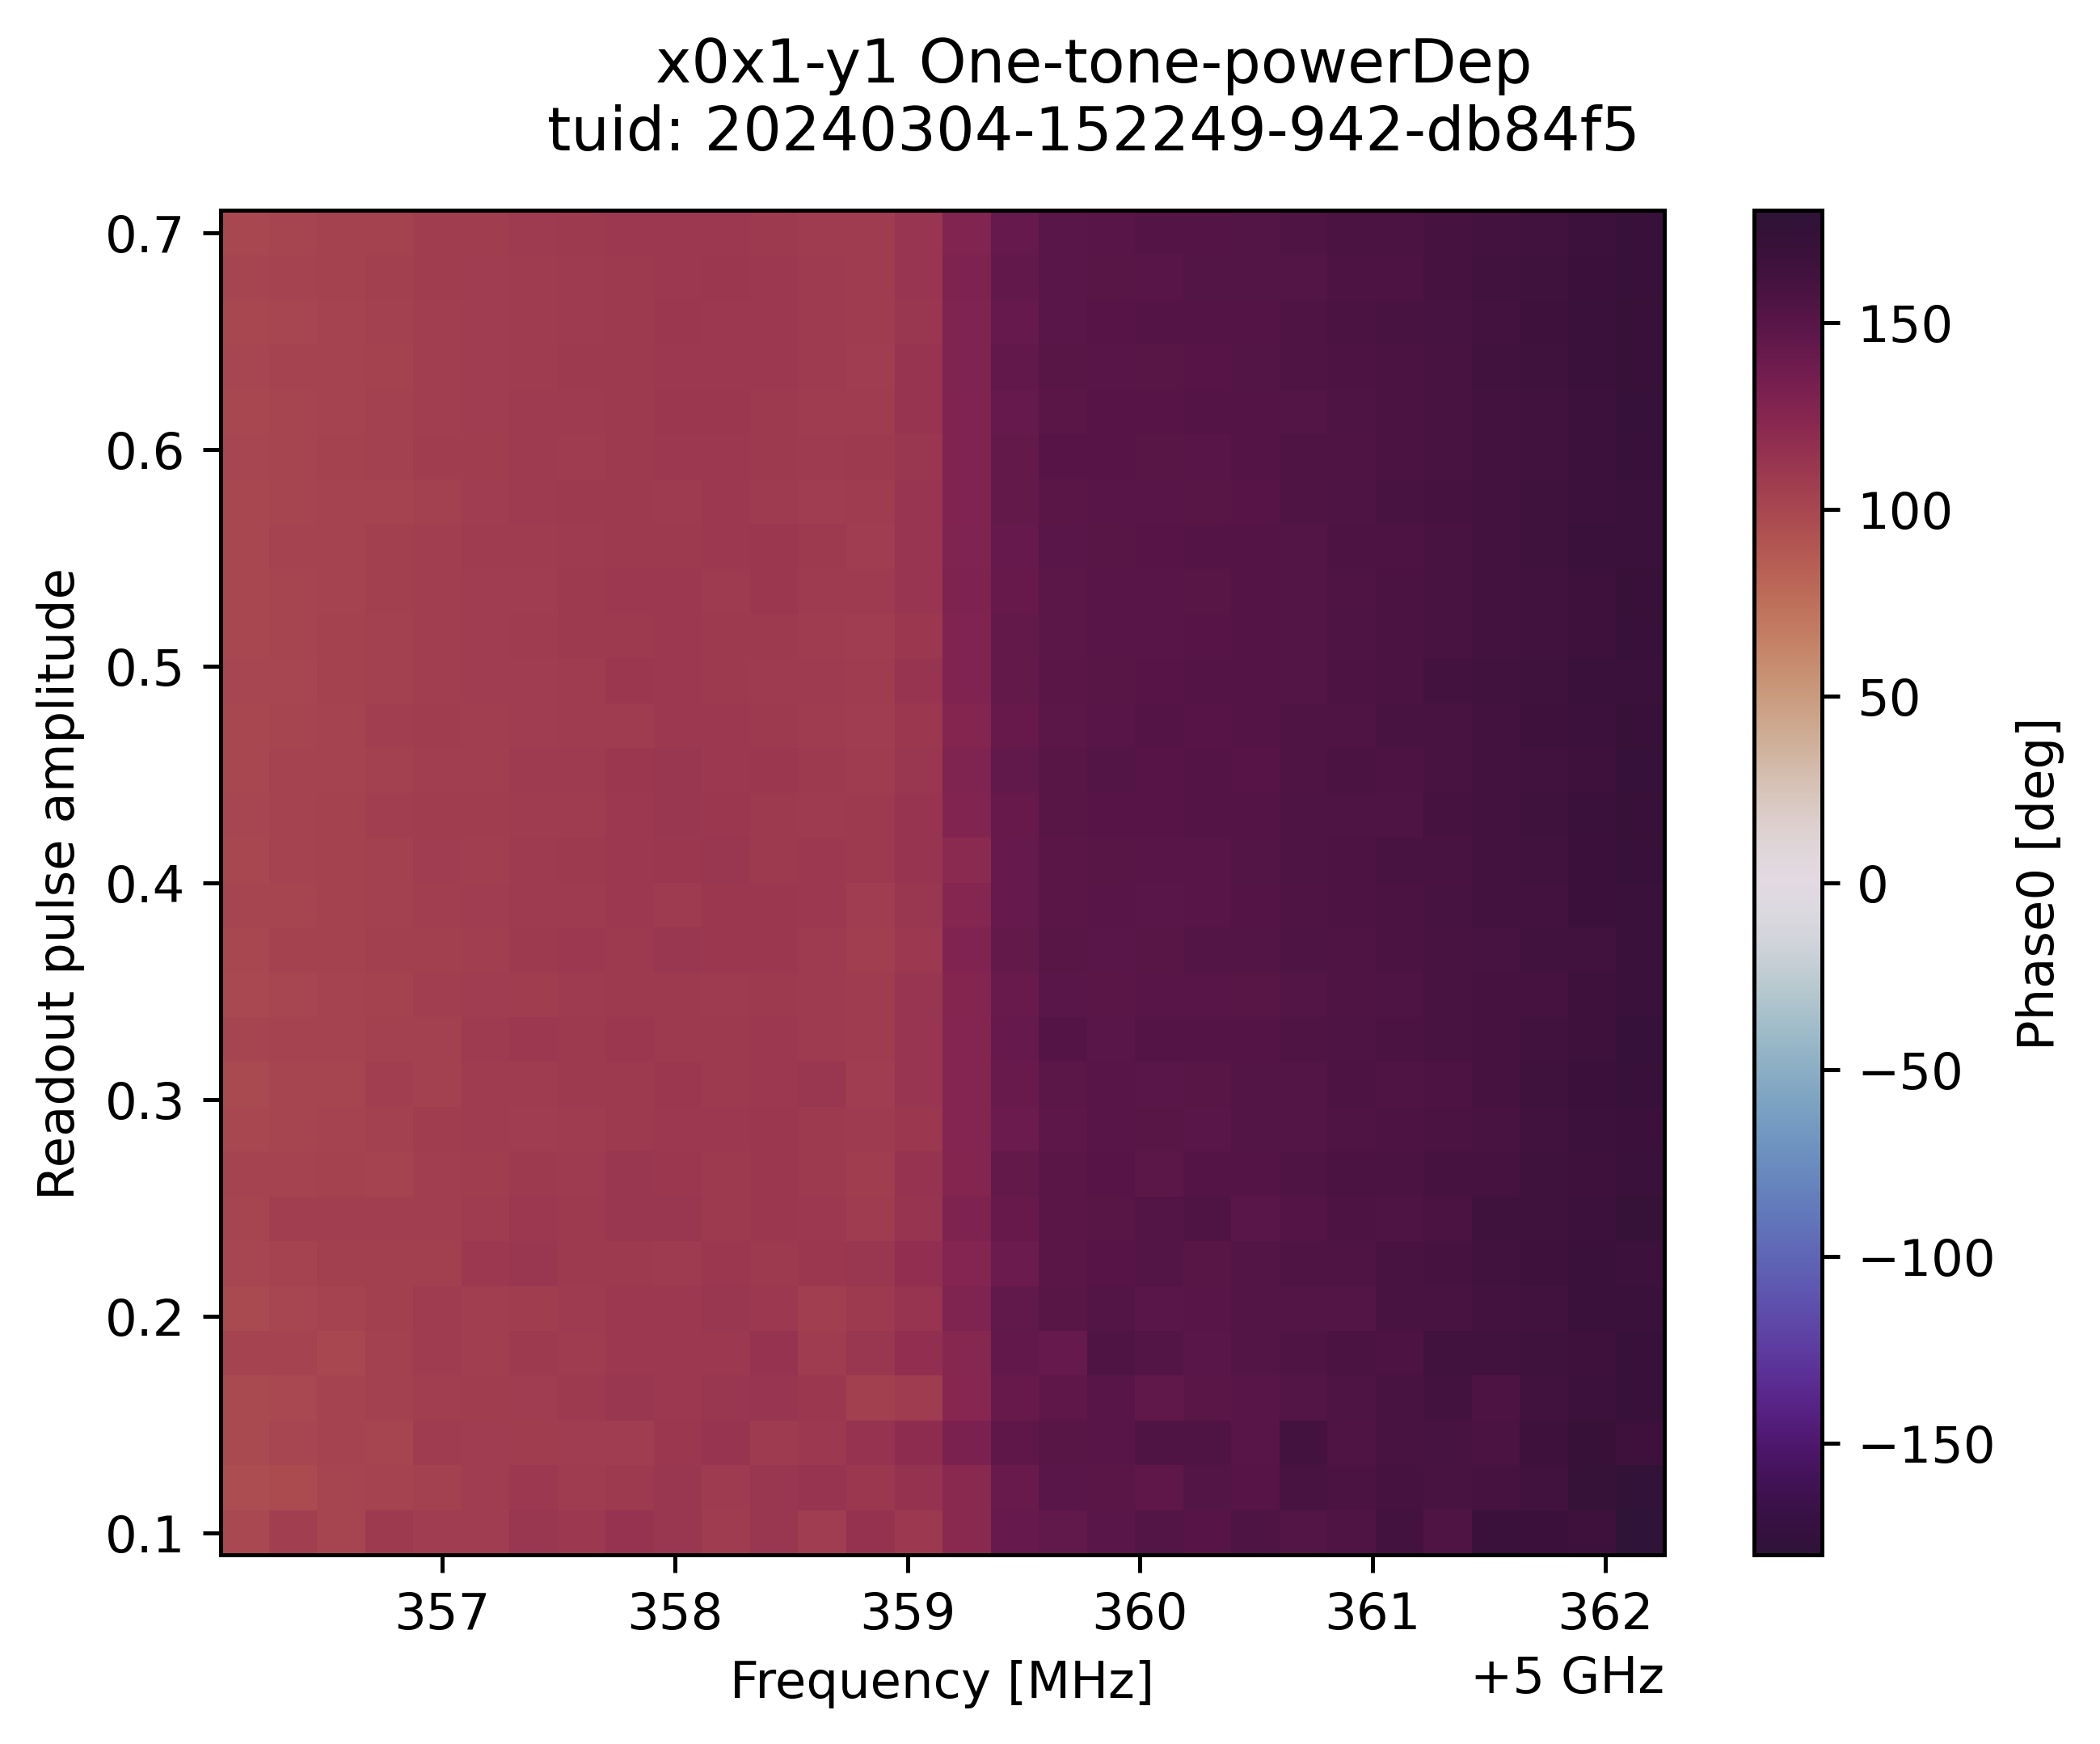 x0x1-y1 One-tone-powerDep
tuid: 20240304-152249-942-db84f5
Readout pulse amplitude
0.7
0.6
0.5
0.4
0.3
0.2
0.1
357 358 359 360 361 362
Frequency [MHz]
+5 GHz
150
100
50
0
−50
−100
−150
Phase0 [deg]